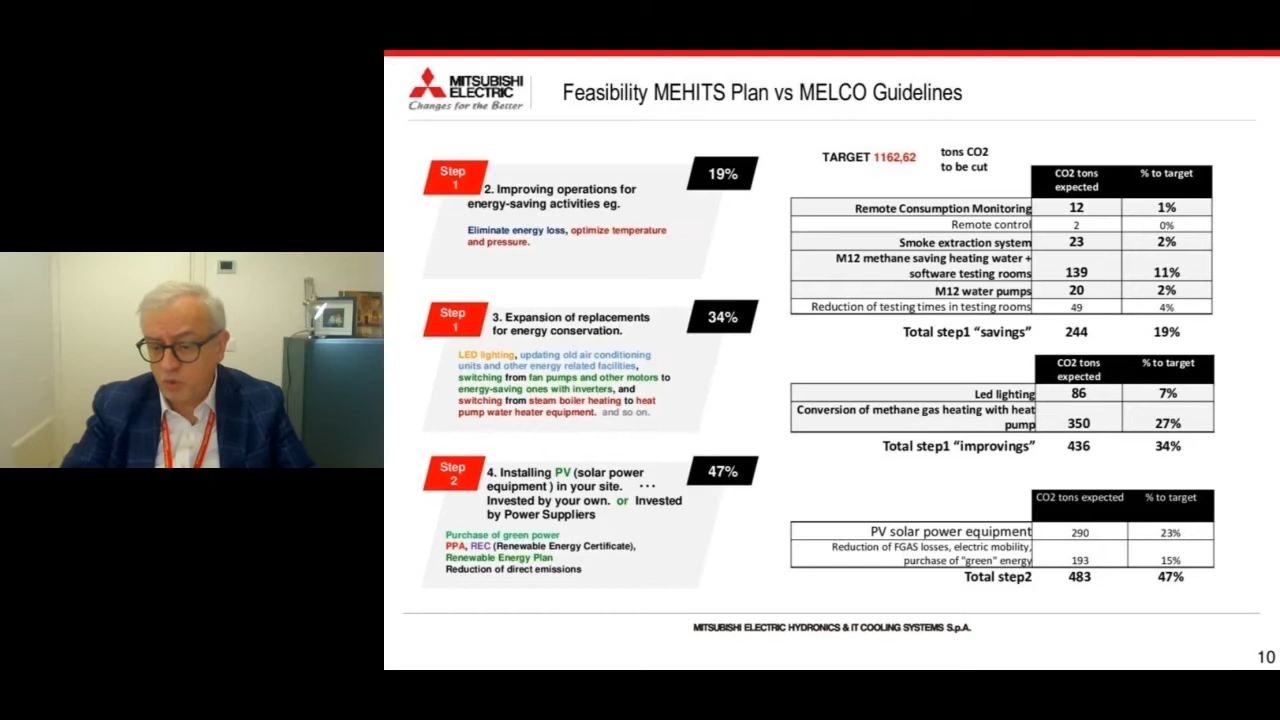 MITSUBISHI
ELECTRIC
Changes for the Better
Feasibility MEHITS Plan vs MELCO Guidelines
Step
1
19%
2. Improving operations for
energy-saving activities eg.
Eliminate energy loss, optimize temperature
and pressure.
Step
1
34%
3. Expansion of replacements
for energy conservation.
LED lighting, updating old air conditioning
units and other energy related facilities,
switching from fan pumps and other motors to
energy-saving ones with inverters, and
switching from steam boiler heating to heat
pump water heater equipment. and so on.
Step
2
47%
4. Installing PV (solar power
equipment ) in your site. ···
Invested by your own. or Invested
by Power Suppliers
Purchase of green power
PPA, REC (Renewable Energy Certificate),
Renewable Energy Plan
Reduction of direct emissions
TARGET 1162,62 tons CO2
to be cut
CO2 tons
expected
% to target
Remote Consumption Monitoring 12 1%
Remote control 2 0%
Smoke extraction system 23 2%
M12 methane saving heating water +
software testing rooms 139 11%
M12 water pumps 20 2%
Reduction of testing times in testing rooms 49 4%
Total step1 “savings” 244 19%
CO2 tons
expected
% to target
Led lighting 86 7%
Conversion of methane gas heating with heat
pump 350 27%
Total step1 “improvings” 436 34%
CO2 tons expected % to target
PV solar power equipment 290 23%
Reduction of FGAS losses, electric mobility,
purchase of "green" energy 193 15%
Total step2 483 47%
MITSUBISHI ELECTRIC HYDRONICS & IT COOLING SYSTEMS S.p.A.
10